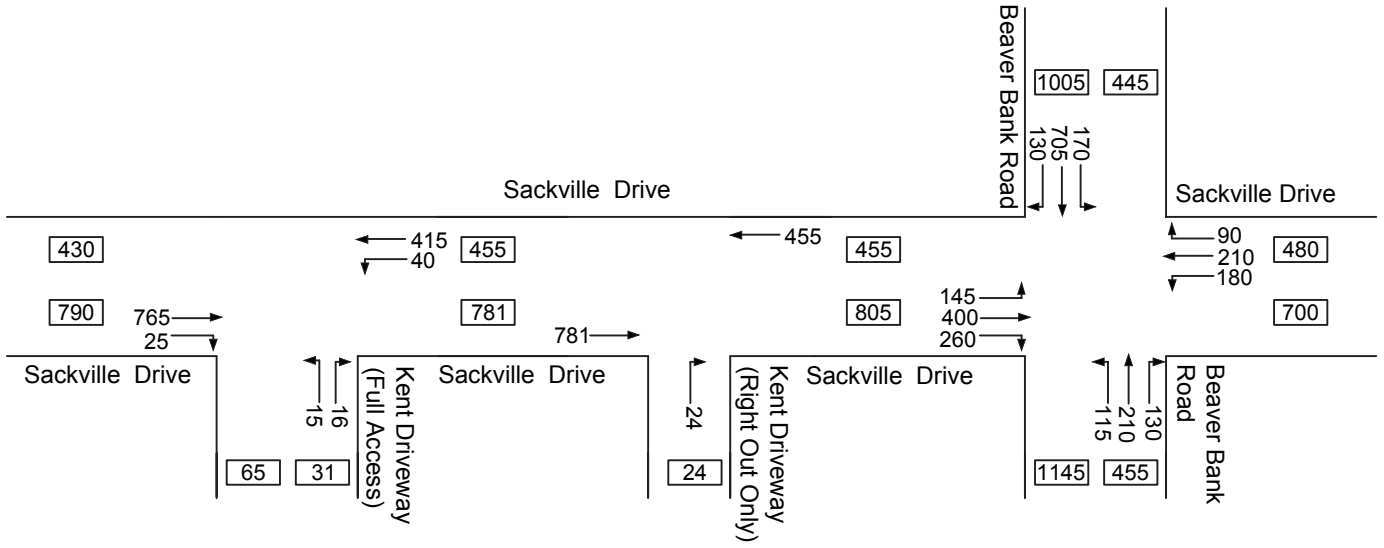 Beaver Bank Road
1005 445
130 705 170
Sackville Drive
Sackville Drive
430
415
40
455
455
455
90
210
180
480
790
765
25
781
781
805
145
400
260
700
Sackville Drive
Sackville Drive
Sackville Drive
15 16
Kent Driveway
(Full Access)
24
Kent Driveway
(Right Out Only)
115 210 130
Beaver Bank
Road
65 31
24
1145 455